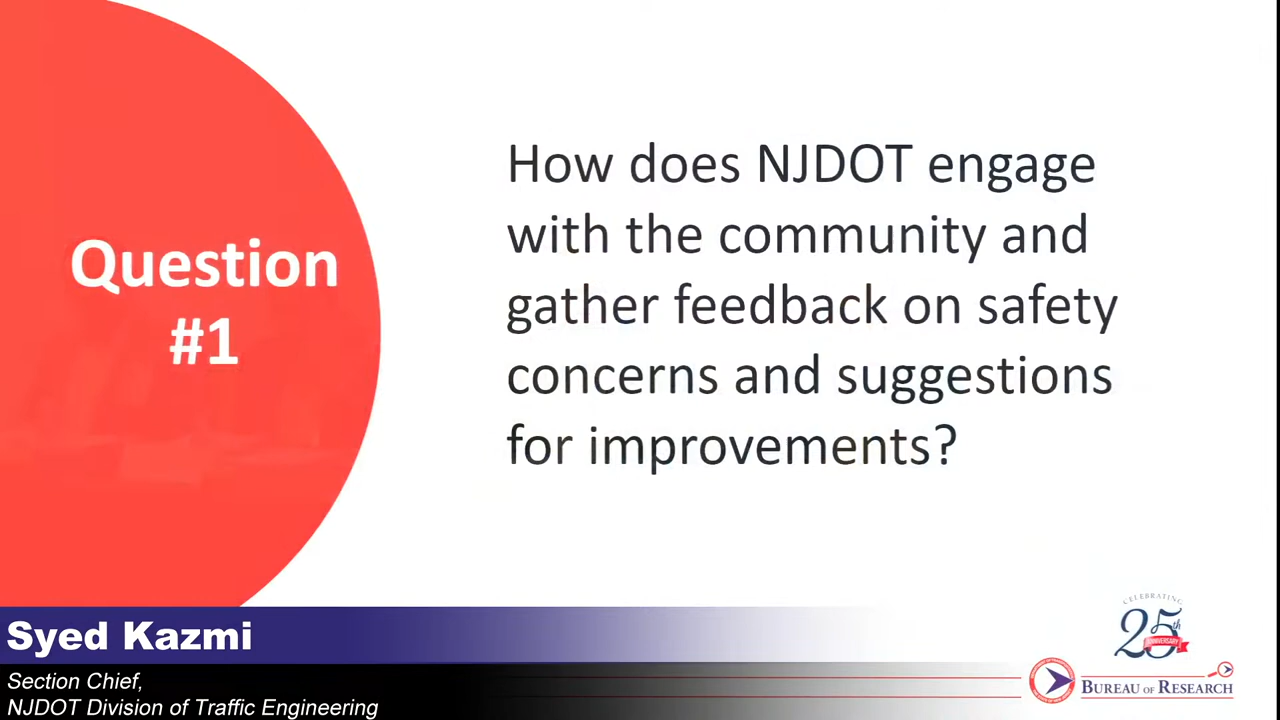 Question
#1
How does NJDOT engage
with the community and
gather feedback on safety
concerns and suggestions
for improvements?
Syed Kazmi
Section Chief,
NJDOT Division of Traffic Engineering
CELEBRATING
25th
ANNIVERSARY
BUREAU OF RESEARCH